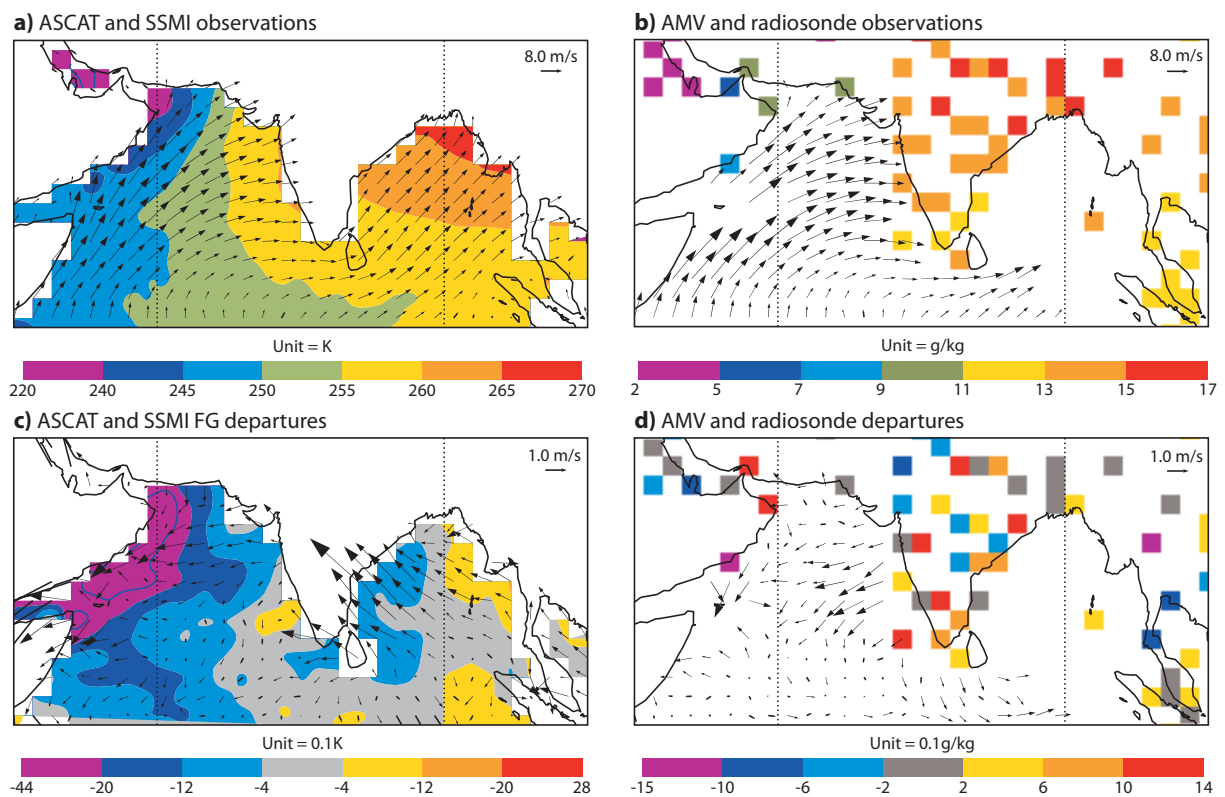 a) ASCAT and SSMI observations
8.0 m/s
Unit = K
220 240 245 250 255 260 265 270
b) AMV and radiosonde observations
8.0 m/s
Unit = g/kg
2 5 7 9 11 13 15 17
c) ASCAT and SSMI FG departures
1.0 m/s
Unit = 0.1K
-44 -20 -12 -4 -4 -12 -20 28
d) AMV and radiosonde departures
1.0 m/s
Unit = 0.1g/kg
-15 -10 -6 -2 2 6 10 14